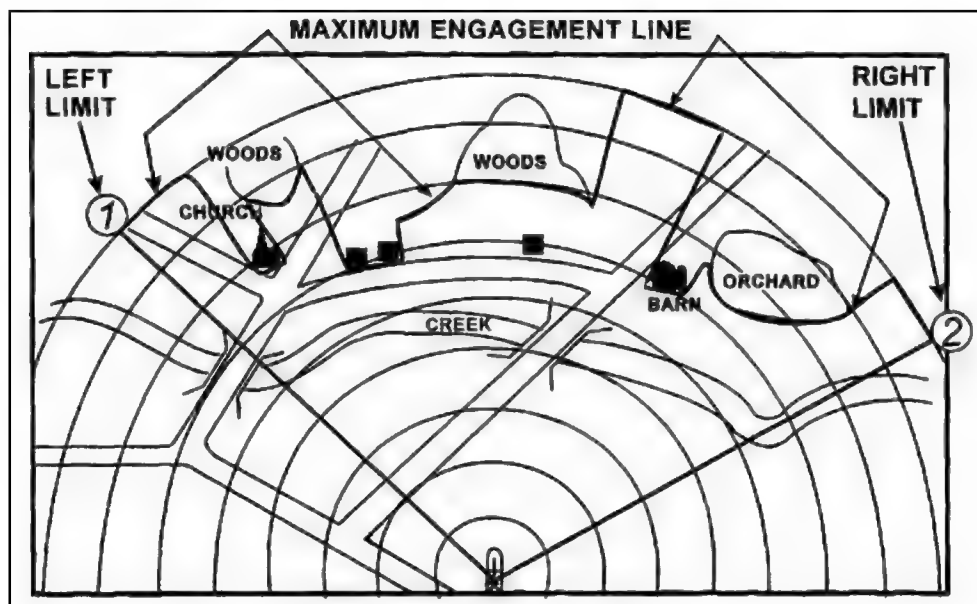 MAXIMUM ENGAGEMENT LINE
LEFT
LIMIT
RIGHT
LIMIT
WOODS
WOODS
1
CHURCH
ORCHARD
BARN
CREEK
2